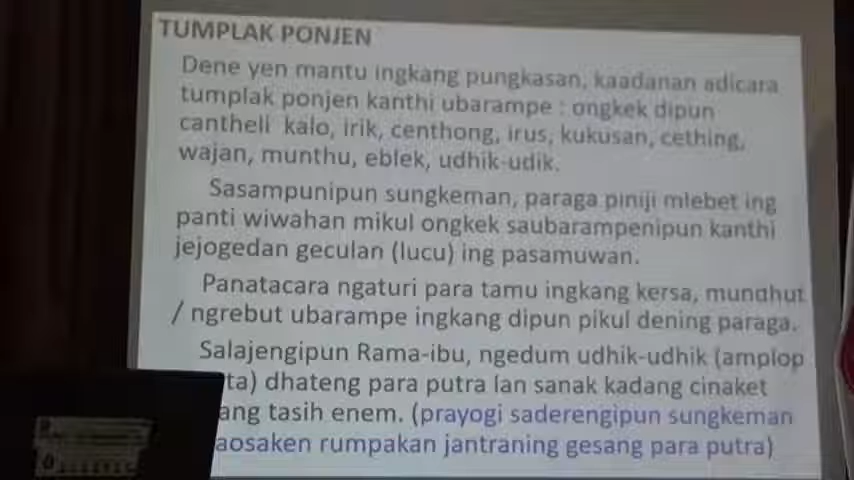 TUMPLAK PONJEN
Dene yen mantu ingkang pungkasan, kaadanan adicara
tumplak ponjen kanthi ubarampe : ongkek dipun
cantheli kalo, irik, centhong, irus, kukusan, cething,
wajan, munthu, eblek, udhik-udik.
Sasampunipun sungkeman, paraga piniji mlebet ing
panti wiwahan mikul ongkek saubarampenipun kanthi
jejogedan geculan (lucu) ing pasamuwan.
Panatacara ngaturi para tamu ingkang kersa, mundhut
/ ngrebut ubarampe ingkang dipun pikul dening paraga.
Salajengipun Rama-ibu, ngedum udhik-udhik (amplop
ta) dhateng para putra lan sanak kadang cinaket
ang tasih enem. (prayogi saderengipun sungkeman
aosaken rumpakan jantraning gesang para putra)